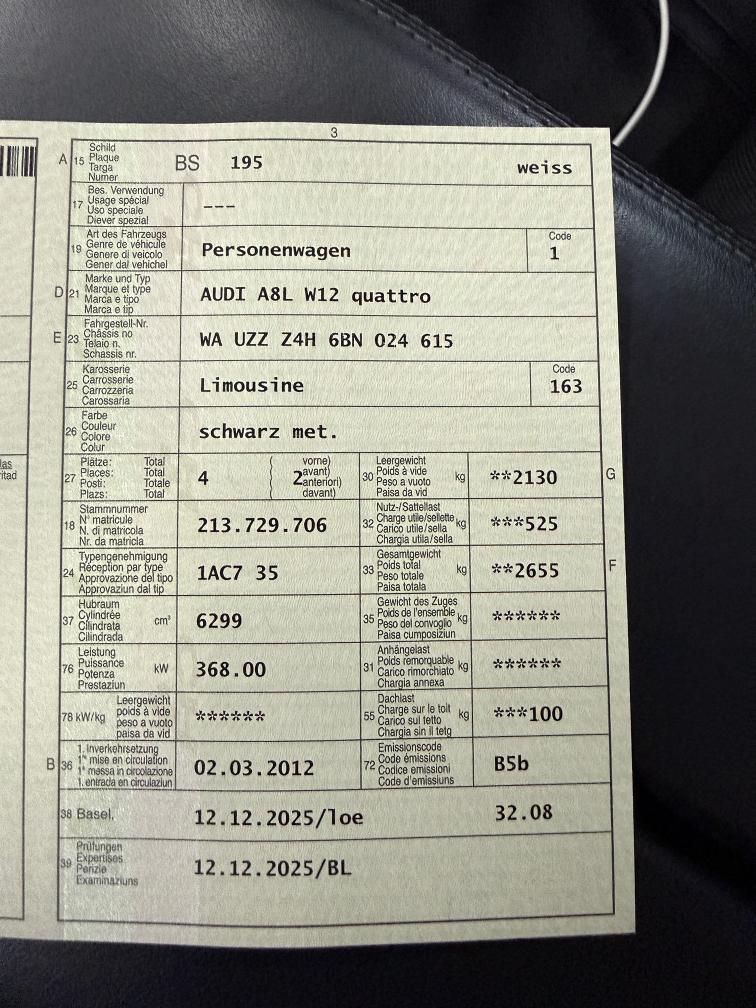 3
A 15 Schild Plaque Targa Numer BS 195 weiss
17 Bes. Verwendung Usage spécial Uso speciale Diever spezial ---
19 Art des Fahrzeugs Genre de véhicule Genere di veicolo Gener dal vehichel Personenwagen Code 1
D 21 Marke und Typ Marque et type Marca e tipo Marca e tip AUDI A8L W12 quattro
E 23 Fahrgestell-Nr. Châssis no Telaio n. Schassis nr. WA UZZ Z4H 6BN 024 615
25 Karosserie Carrosserie Carrozzeria Carossaria Limousine Code 163
26 Farbe Couleur Colore Colur schwarz met.
las
ritad
27 Plätze: Total Places: Total Posti: Totale Plazs: Total 4 ( vorne) avant) 2 anteriori) davant) 30 Leergewicht Poids à vide Peso a vuoto Paisa da vid kg **2130 G
18 Stammnummer N° matricule N. di matricola Nr. da matricla 213.729.706 32 Nutz-/Sattellast Charge utile/sellette Carico utile/sella Chargia utila/sella kg ***525
24 Typengenehmigung Réception par type Approvazione del tipo Approvaziun dal tip 1AC7 35 33 Gesamtgewicht Poids total Peso totale Paisa totala kg **2655 F
37 Hubraum Cylindrée Cilindrata Cilindrada cm³ 6299 35 Gewicht des Zuges Poids de l'ensemble Peso del convoglio Paisa cumposiziun kg ******
76 Leistung Puissance Potenza Prestaziun kW 368.00 31 Anhängelast Poids remorquable Carico rimorchiato Chargia annexa kg ******
78 kW/kg Leergewicht poids à vide peso a vuoto paisa da vid ****** 55 Dachlast Charge sur le toit Carico sul tetto Chargia sin il tetg kg ***100
B 36 1. Inverkehrsetzung 1re mise en circulation 1a messa in circolazione 1. entrada en circulaziun 02.03.2012 72 Emissionscode Code émissions Codice emissioni Code d'emissiuns B5b
38 Basel, 12.12.2025/loe 32.08
39 Prüfungen Expertises Perizie Examinaziuns 12.12.2025/BL